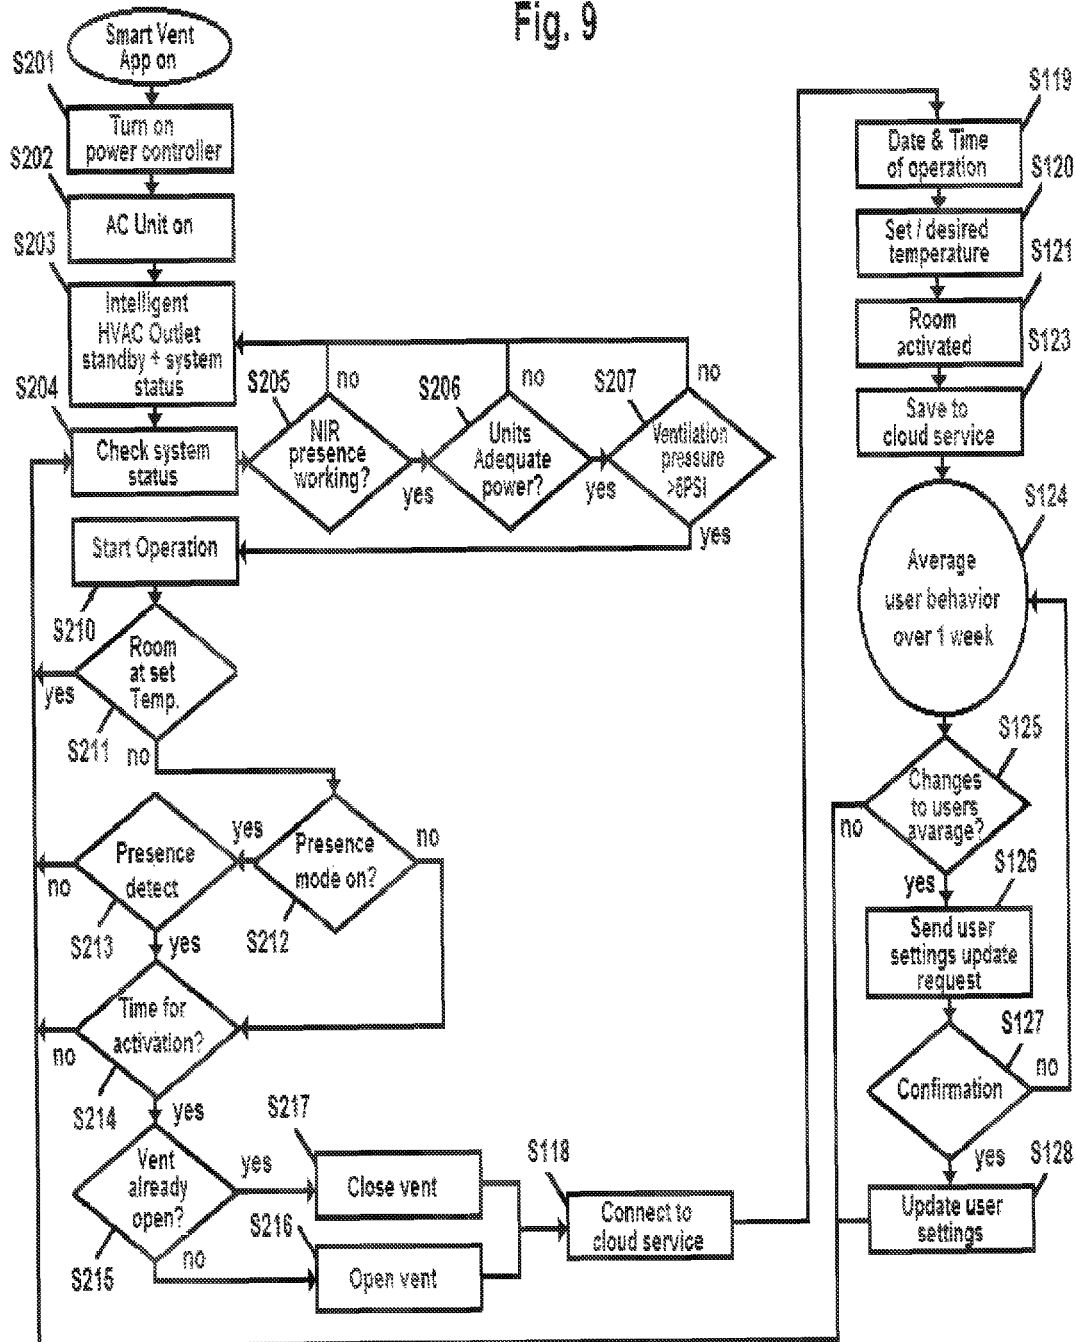 Fig. 9
Smart Vent
App on
S201
Turn on
power controller
S202
AC Unit on
S203
Intelligent
HVAC Outlet
standby + system
status
S204
Check system
status
S205
NIR
presence
working?
no
yes
S206
Units
Adequate
power?
no
yes
S207
Ventilation
pressure
no
yes
Start Operation
S210
Room
at set
Temp.
yes
S211
no
Presence
mode on?
yes
no
S212
Presence
detect
no
S213
yes
Time for
activation?
no
S214
yes
Vent
already
open?
yes
S215
no
S217
Close vent
S216
Open vent
S118
Connect to
cloud service
S119
Date & Time
of operation
S120
Set / desired
temperature
S121
Room
activated
S123
Save to
cloud service
S124
Average
user behavior
over 1 week
S125
Changes
to users
avarage?
no
yes
S126
Send user
settings update
request
S127
Confirmation
no
yes
S128
Update user
settings